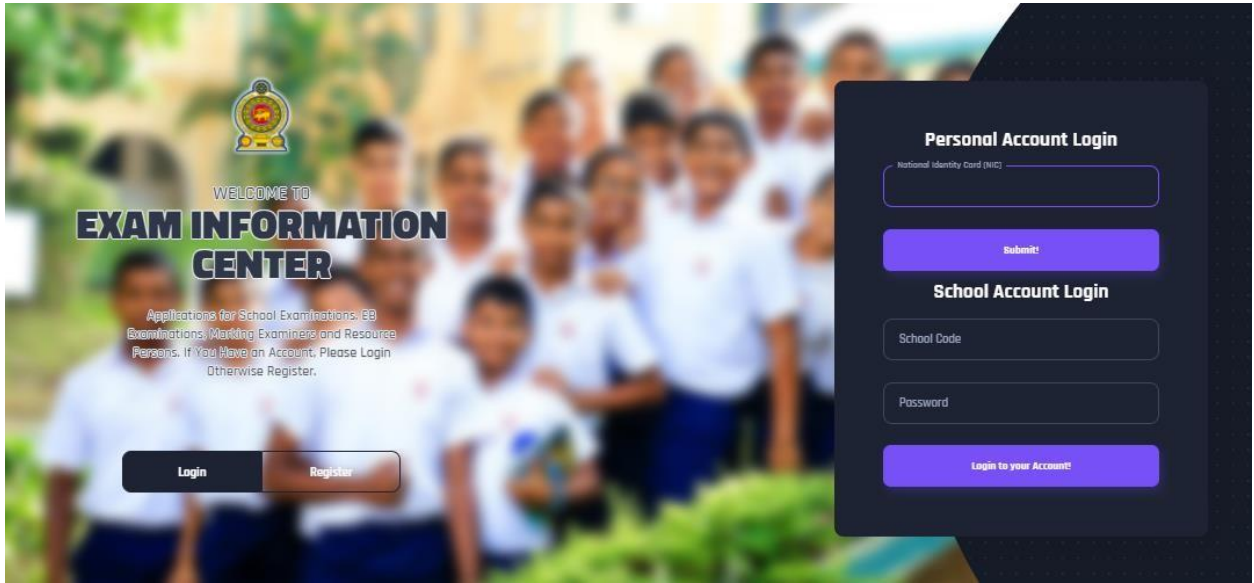 WELCOME TO
EXAM INFORMATION
CENTER
Applications for School Examinations, EB
Examinations; Marking Examiners and Resource
Persons. If You Have an Account, Please Login
Otherwise Register.
Login
Register
Personal Account Login
National Identity Card (NIC)
Submit!
School Account Login
School Code
Password
Login to your Account!